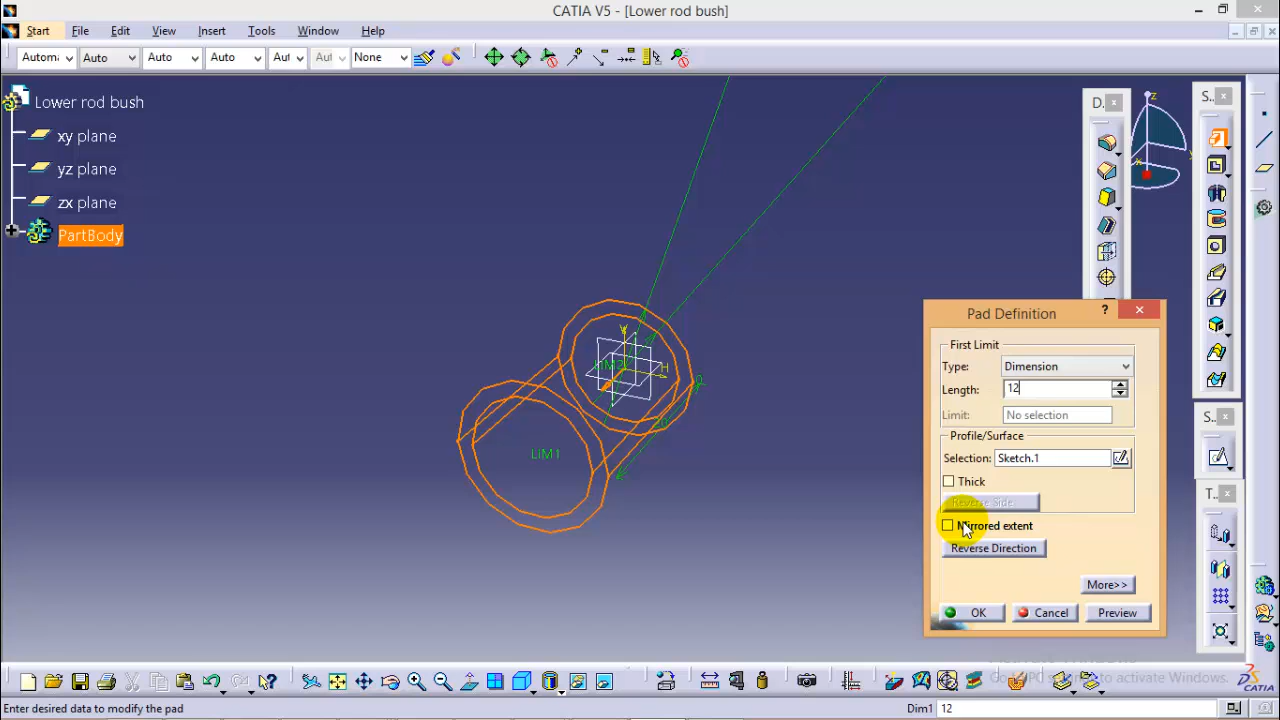 CATIA V5 - [Lower rod bush]
Start File Edit View Insert Tools Window Help
Auto Auto Auto Aut None
Lower rod bush
xy plane
yz plane
zx plane
PartBody
D..
S..
z
x
LIM2
V
H
LIM1
Pad Definition
?
First Limit
Type: Dimension
Length: 12
Limit: No selection
Profile/Surface
Selection: Sketch.1
Thick
Reverse Side
Mirrored extent
Reverse Direction
More>>
OK Cancel Preview
S..
T..
CATIA
Enter desired data to modify the pad
Dim1 12